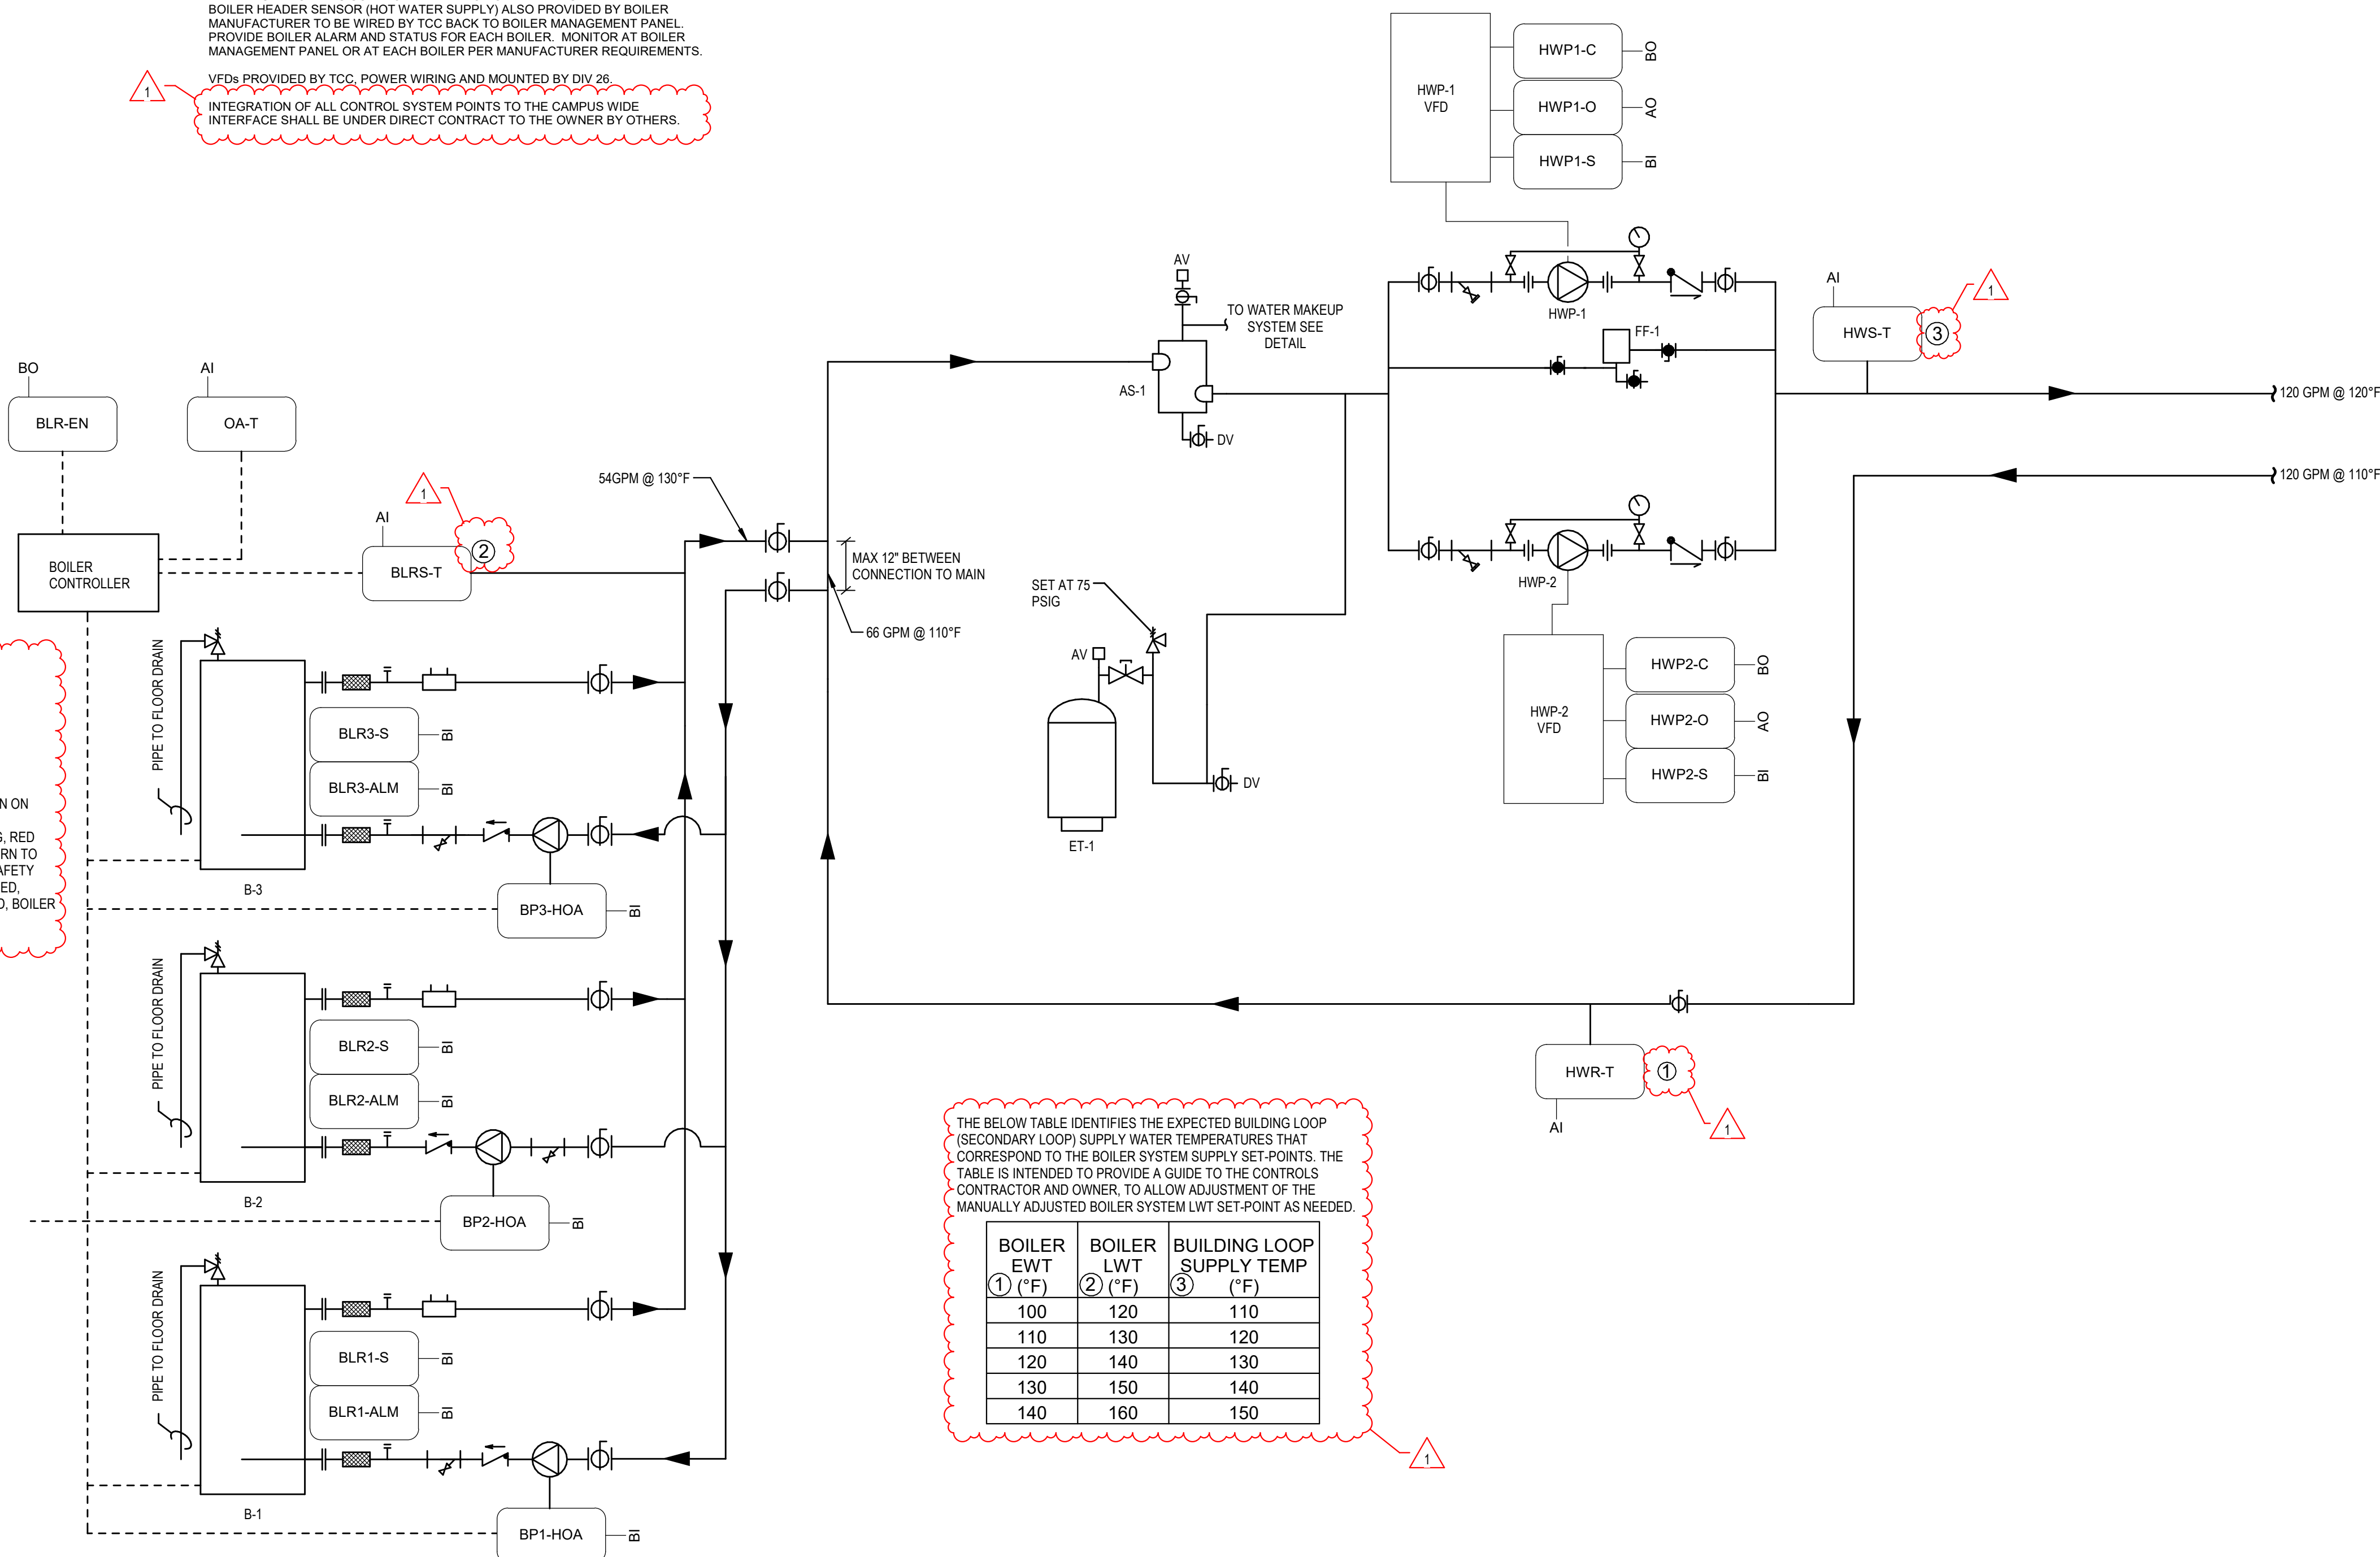 BOILER HEADER SENSOR (HOT WATER SUPPLY) ALSO PROVIDED BY BOILER
MANUFACTURER TO BE WIRED BY TCC BACK TO BOILER MANAGEMENT PANEL.
PROVIDE BOILER ALARM AND STATUS FOR EACH BOILER. MONITOR AT BOILER
MANAGEMENT PANEL OR AT EACH BOILER PER MANUFACTURER REQUIREMENTS.
VFDs PROVIDED BY TCC, POWER WIRING AND MOUNTED BY DIV 26.
1
INTEGRATION OF ALL CONTROL SYSTEM POINTS TO THE CAMPUS WIDE
INTERFACE SHALL BE UNDER DIRECT CONTRACT TO THE OWNER BY OTHERS.
HWP-1
VFD
HWP1-C
BO
HWP1-O
AO
HWP1-S
BI
HWP-1
FF-1
AV
TO WATER MAKEUP
SYSTEM SEE
DETAIL
AS-1
DV
AI
HWS-T
3
1
120 GPM @ 120°F
120 GPM @ 110°F
BO
BLR-EN
AI
OA-T
BOILER
CONTROLLER
AI
BLRS-T
2
1
54GPM @ 130°F
MAX 12" BETWEEN
CONNECTION TO MAIN
66 GPM @ 110°F
SET AT 75
PSIG
AV
DV
ET-1
HWP-2
HWP-2
VFD
HWP2-C
BO
HWP2-O
AO
HWP2-S
BI
N ON
G, RED
RN TO
AFETY
ED,
D, BOILER
PIPE TO FLOOR DRAIN
BLR3-S
BI
BLR3-ALM
BI
B-3
BP3-HOA
BI
PIPE TO FLOOR DRAIN
BLR2-S
BI
BLR2-ALM
BI
B-2
BP2-HOA
BI
PIPE TO FLOOR DRAIN
BLR1-S
BI
BLR1-ALM
BI
B-1
BP1-HOA
BI
HWR-T
1
AI
1
THE BELOW TABLE IDENTIFIES THE EXPECTED BUILDING LOOP
(SECONDARY LOOP) SUPPLY WATER TEMPERATURES THAT
CORRESPOND TO THE BOILER SYSTEM SUPPLY SET-POINTS. THE
TABLE IS INTENDED TO PROVIDE A GUIDE TO THE CONTROLS
CONTRACTOR AND OWNER, TO ALLOW ADJUSTMENT OF THE
MANUALLY ADJUSTED BOILER SYSTEM LWT SET-POINT AS NEEDED.
BOILER BOILER BUILDING LOOP
EWT LWT SUPPLY TEMP
1 (°F) 2 (°F) 3 (°F)
100 120 110
110 130 120
120 140 130
130 150 140
140 160 150
1